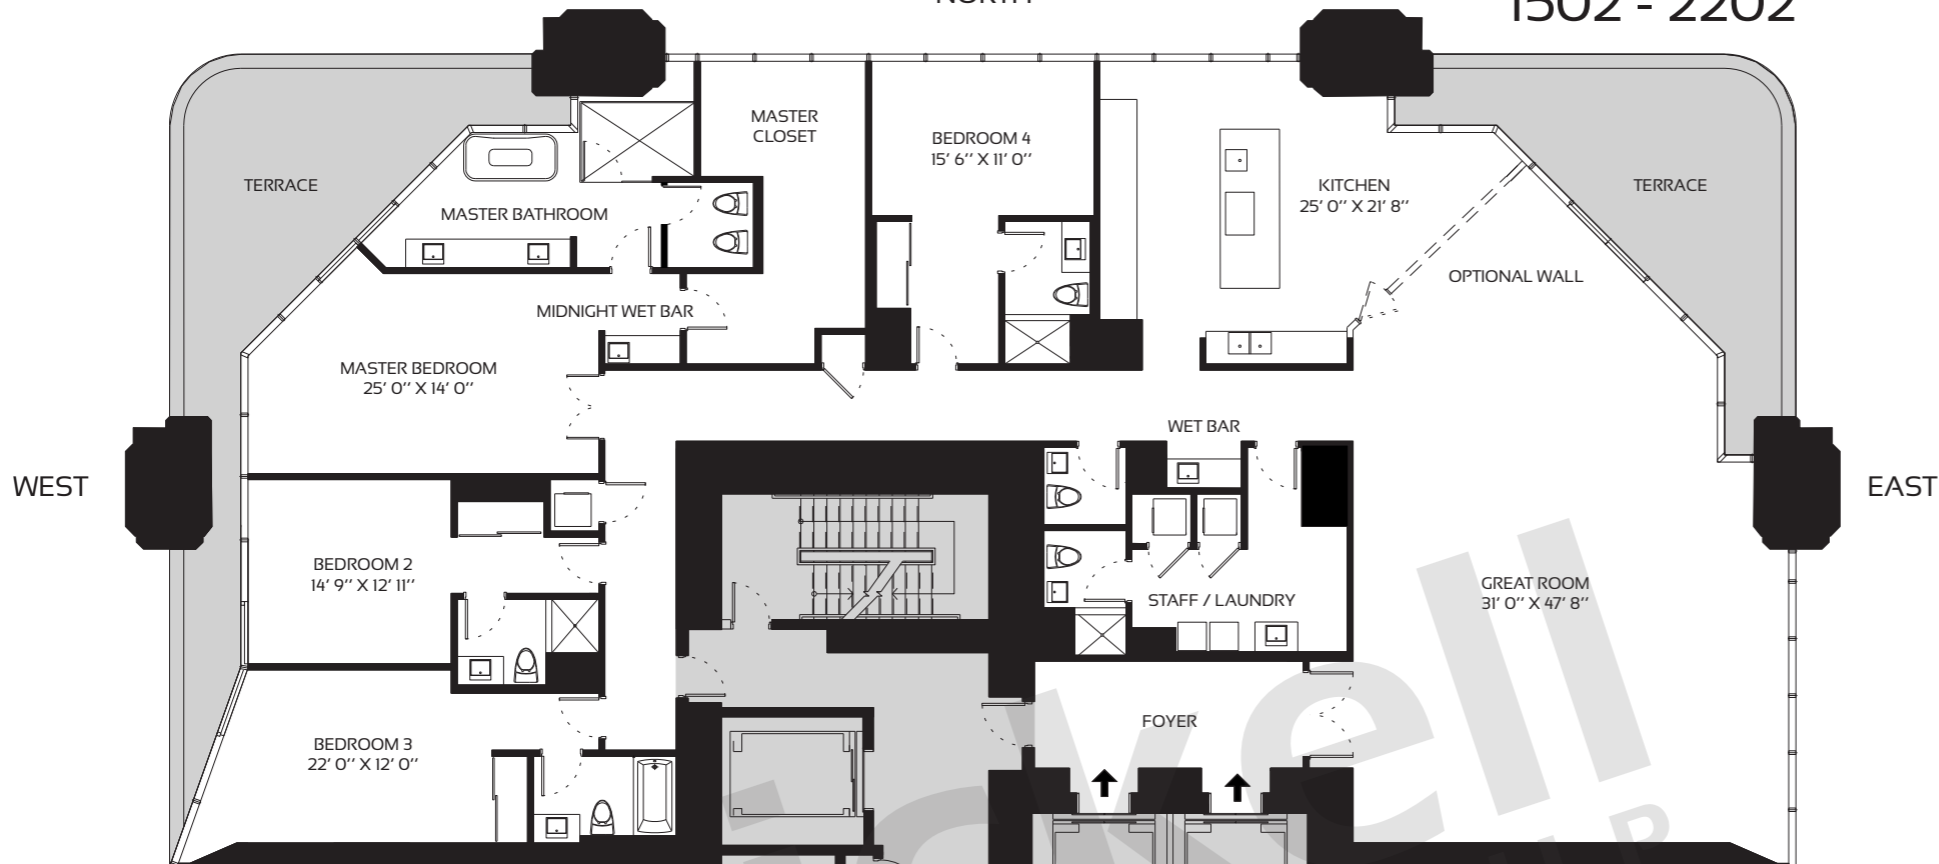 NORTH
1502 - 2202
MASTER
CLOSET
BEDROOM 4
15' 6'' X 11' 0''
TERRACE
MASTER BATHROOM
KITCHEN
25' 0'' X 21' 8''
TERRACE
OPTIONAL WALL
MIDNIGHT WET BAR
MASTER BEDROOM
25' 0'' X 14' 0''
WET BAR
WEST
EAST
BEDROOM 2
14' 9'' X 12' 11''
GREAT ROOM
31' 0'' X 47' 8''
STAFF / LAUNDRY
FOYER
BEDROOM 3
22' 0'' X 12' 0''